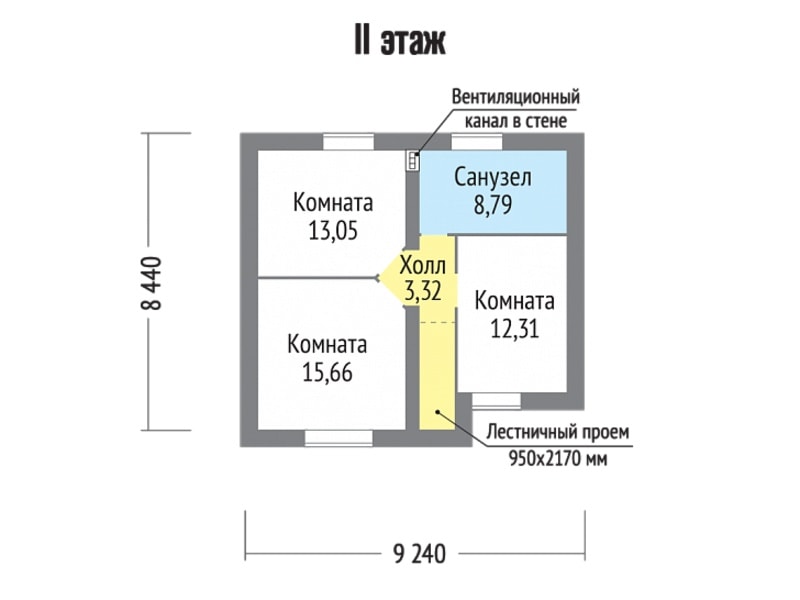 II этаж
Вентиляционный
канал в стене
Санузел
8,79
Комната
13,05
Холл
3,32
Комната
12,31
Комната
15,66
8 440
Лестничный проем
950x2170 мм
9 240